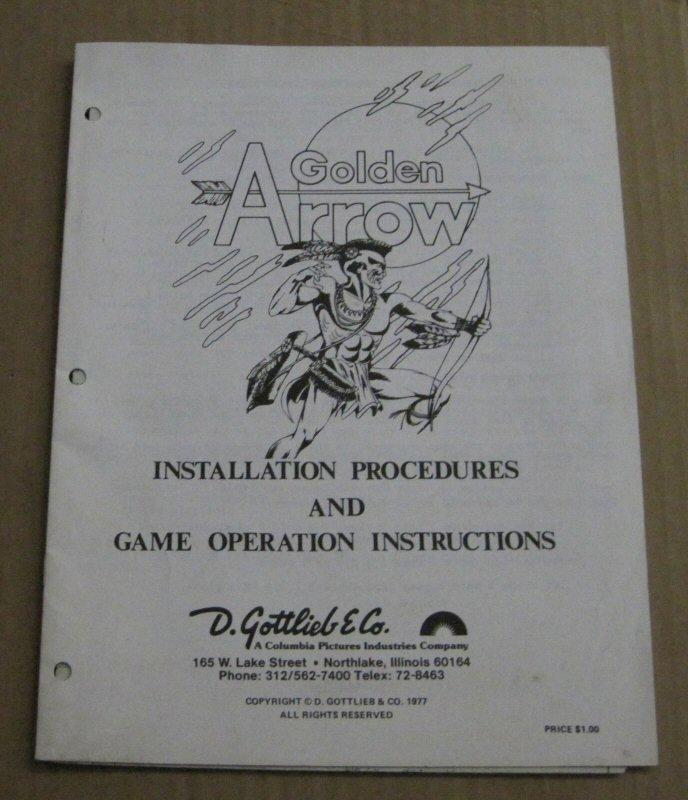 Golden
Arrow
INSTALLATION PROCEDURES
AND
GAME OPERATION INSTRUCTIONS
D. Gottlieb & Co.
A Columbia Pictures Industries Company
165 W. Lake Street • Northlake, Illinois 60164
Phone: 312/562-7400 Telex: 72-8463
COPYRIGHT © D. GOTTLIEB & CO. 1977
ALL RIGHTS RESERVED
PRICE $1.00